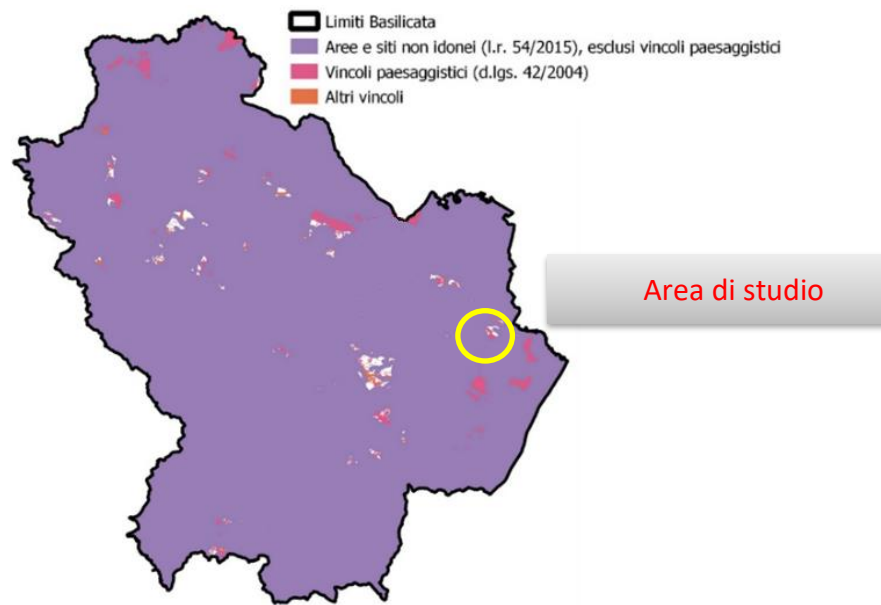 Limiti Basilicata
Aree e siti non idonei (l.r. 54/2015), esclusi vincoli paesaggistici
Vincoli paesaggistici (d.lgs. 42/2004)
Altri vincoli
Area di studio